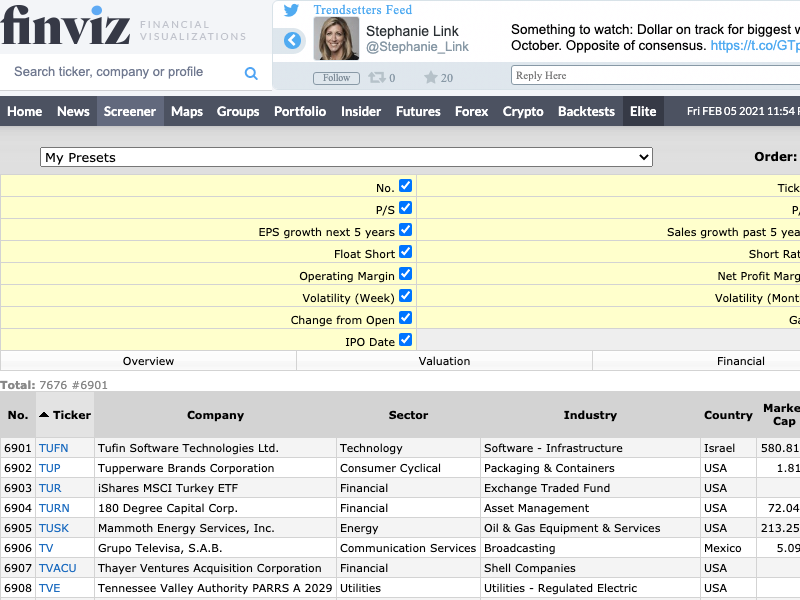 finviz FINANCIAL
VISUALIZATIONS
Trendsetters Feed
Stephanie Link
@Stephanie_Link
Something to watch: Dollar on track for biggest w
October. Opposite of consensus. https://t.co/GTp
Search ticker, company or profile
Follow 0 20 Reply Here
Home News Screener Maps Groups Portfolio Insider Futures Forex Crypto Backtests Elite Fri FEB 05 2021 11:54 P
My Presets Order:
No. Tick
P/S P/
EPS growth next 5 years Sales growth past 5 yea
Float Short Short Rat
Operating Margin Net Profit Marg
Volatility (Week) Volatility (Mont
Change from Open Ga
IPO Date
Overview Valuation Financial
Total: 7676 #6901
No. Ticker Company Sector Industry Country Marke
Cap
6901 TUFN Tufin Software Technologies Ltd. Technology Software - Infrastructure Israel 580.81
6902 TUP Tupperware Brands Corporation Consumer Cyclical Packaging & Containers USA 1.81
6903 TUR iShares MSCI Turkey ETF Financial Exchange Traded Fund USA
6904 TURN 180 Degree Capital Corp. Financial Asset Management USA 72.04
6905 TUSK Mammoth Energy Services, Inc. Energy Oil & Gas Equipment & Services USA 213.25
6906 TV Grupo Televisa, S.A.B. Communication Services Broadcasting Mexico 5.09
6907 TVACU Thayer Ventures Acquisition Corporation Financial Shell Companies USA
6908 TVE Tennessee Valley Authority PARRS A 2029 Utilities Utilities - Regulated Electric USA